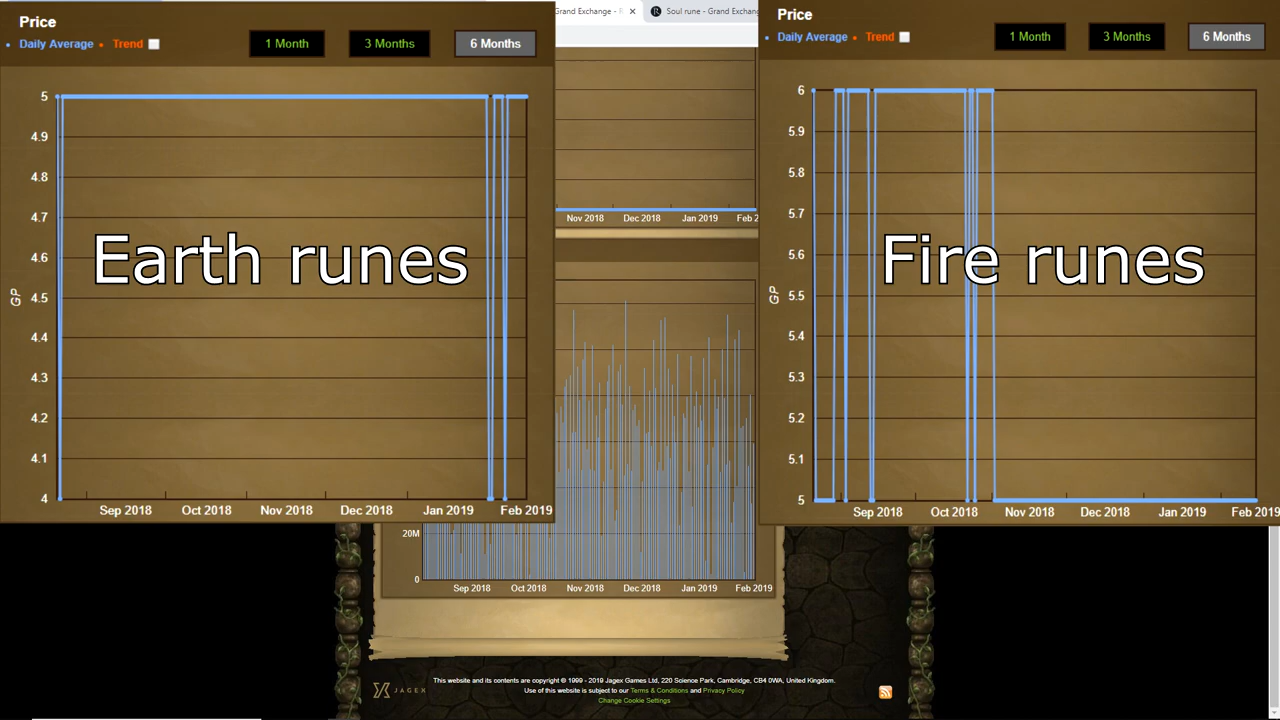 Price
Daily Average
Trend
1 Month
3 Months
6 Months
5
4.9
4.8
4.7
4.6
4.5
4.4
4.3
4.2
4.1
4
GP
Earth runes
Sep 2018
Oct 2018
Nov 2018
Dec 2018
Jan 2019
Feb 2019
Grand Exchange - R
Soul rune - Grand Exchang
Nov 2018
Dec 2018
Jan 2019
Feb 2
20M
0
Sep 2018
Oct 2018
Nov 2018
Dec 2018
Jan 2019
Feb 2019
Price
Daily Average
Trend
1 Month
3 Months
6 Months
6
5.9
5.8
5.7
5.6
5.5
5.4
5.3
5.2
5.1
5
GP
Fire runes
Sep 2018
Oct 2018
Nov 2018
Dec 2018
Jan 2019
Feb 2019
JAGEX
This website and its contents are copyright © 1999 - 2019 Jagex Games Ltd, 220 Science Park, Cambridge, CB4 0WA, United Kingdom.
Use of this website is subject to our Terms & Conditions and Privacy Policy
Change Cookie Settings